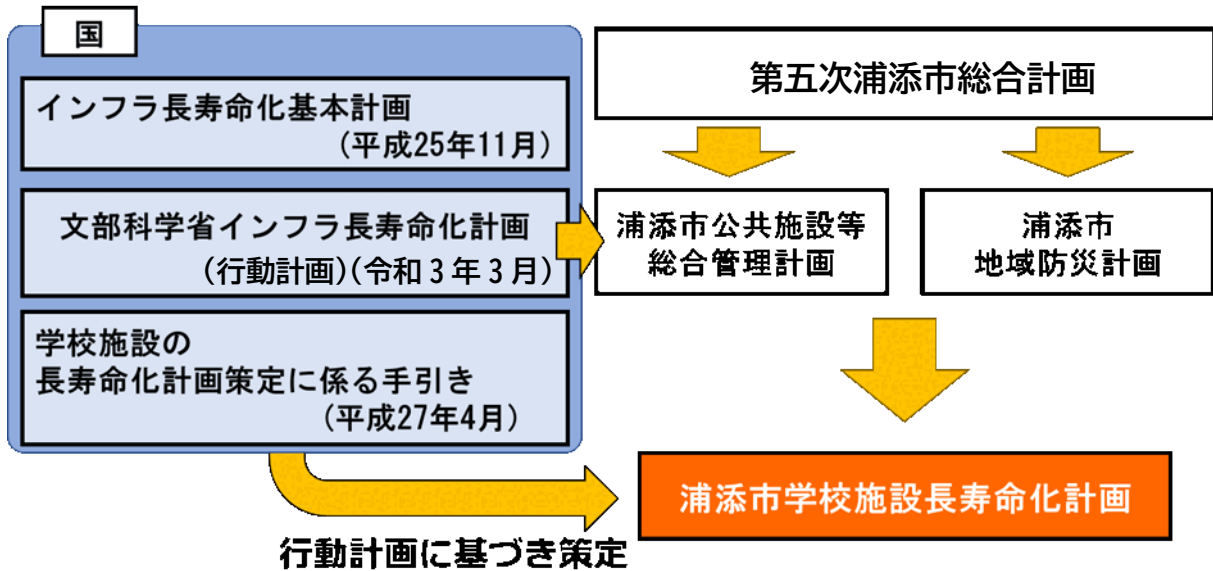 国
インフラ長寿命化基本計画
(平成25年11月)
文部科学省インフラ長寿命化計画
(行動計画)(令和３年３月)
学校施設の
長寿命化計画策定に係る手引き
(平成27年4月)
第五次浦添市総合計画
浦添市公共施設等
総合管理計画
浦添市
地域防災計画
浦添市学校施設長寿命化計画
行動計画に基づき策定